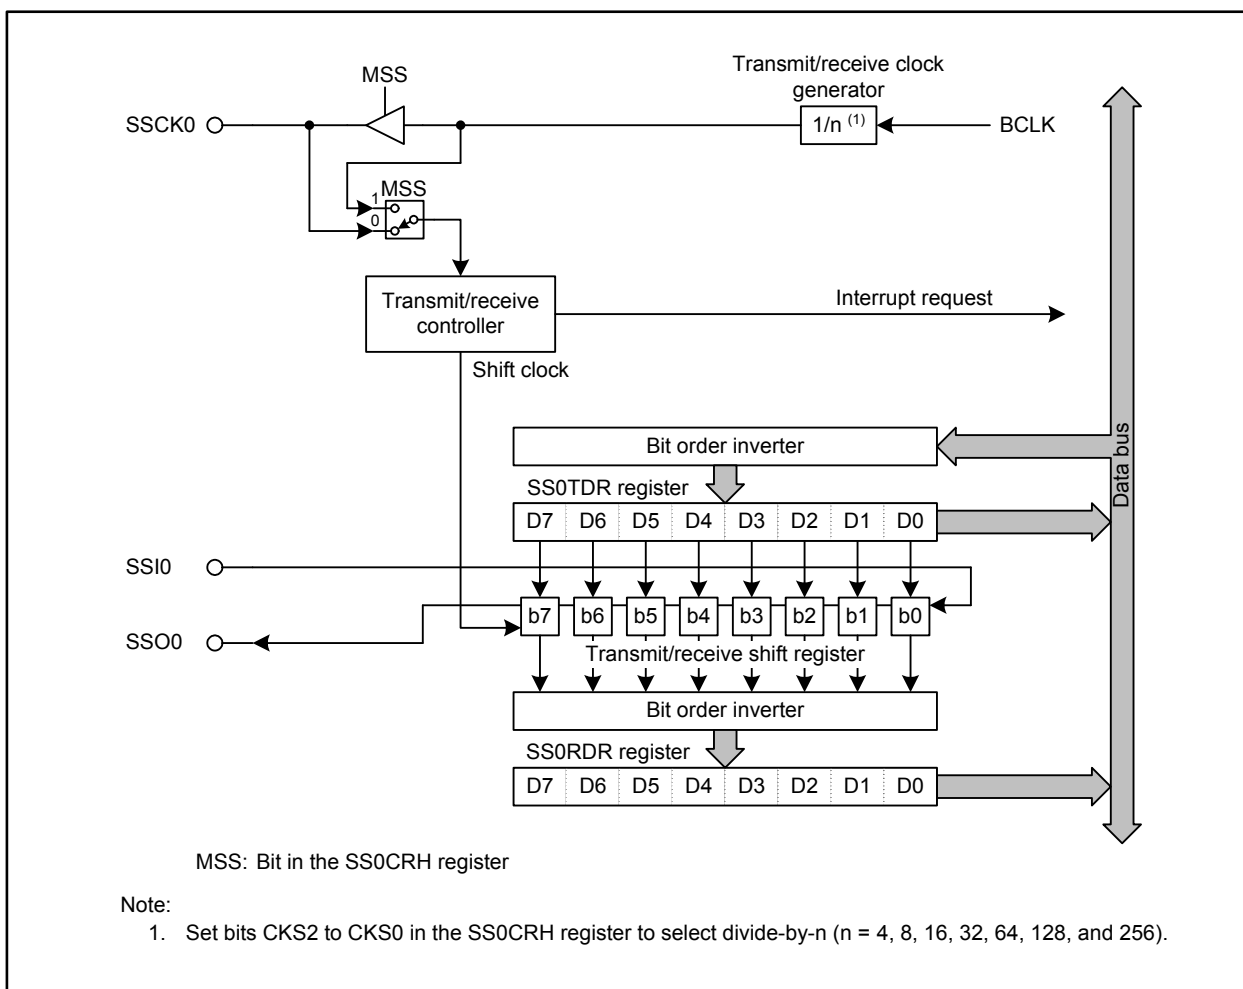 Transmit/receive clock
generator
MSS
SSCK0
1/n (1)
BCLK
MSS
1
0
Transmit/receive
controller
Interrupt request
Shift clock
Data bus
Bit order inverter
SS0TDR register
D7 D6 D5 D4 D3 D2 D1 D0
SSI0
b7 b6 b5 b4 b3 b2 b1 b0
SSO0
Transmit/receive shift register
Bit order inverter
SS0RDR register
D7 D6 D5 D4 D3 D2 D1 D0
MSS: Bit in the SS0CRH register
Note:
1. Set bits CKS2 to CKS0 in the SS0CRH register to select divide-by-n (n = 4, 8, 16, 32, 64, 128, and 256).